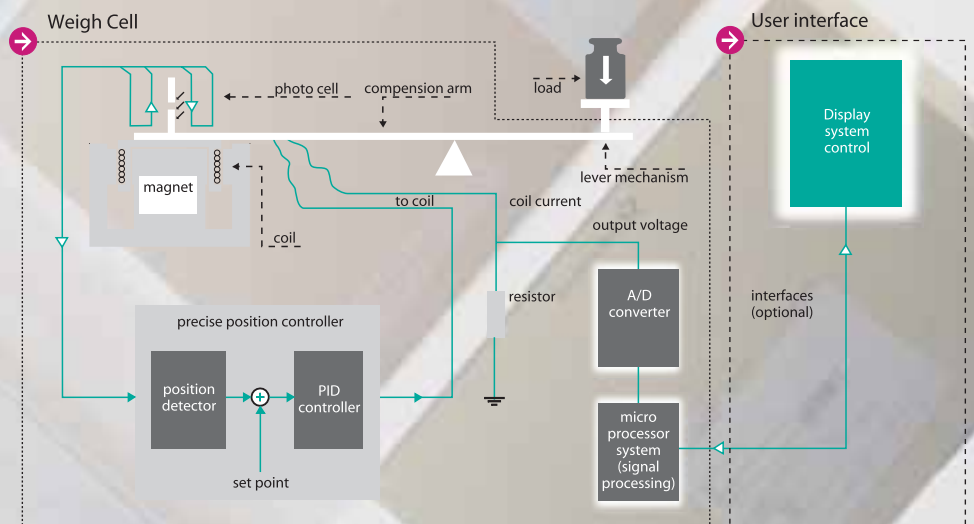 Weigh Cell
User interface
load
photo cell
compension arm
Display
system
control
magnet
lever mechanism
to coil
coil current
output voltage
coil
resistor
A/D
converter
interfaces
(optional)
precise position controller
position
detector
+
PID
controller
micro
processor
system
(signal
processing)
set point